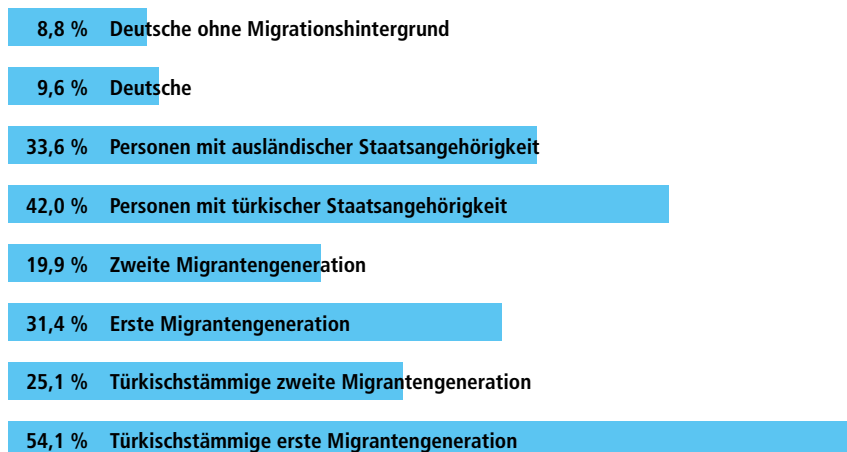 8,8 % Deutsche ohne Migrationshintergrund
9,6 % Deutsche
33,6 % Personen mit ausländischer Staatsangehörigkeit
42,0 % Personen mit türkischer Staatsangehörigkeit
19,9 % Zweite Migrantengeneration
31,4 % Erste Migrantengeneration
25,1 % Türkischstämmige zweite Migrantengeneration
54,1 % Türkischstämmige erste Migrantengeneration